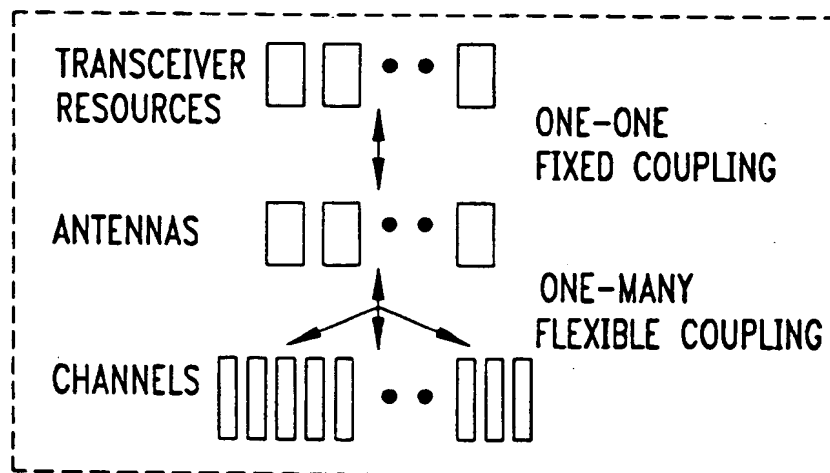 TRANSCEIVER
RESOURCES
ONE-ONE
FIXED COUPLING
ANTENNAS
ONE-MANY
FLEXIBLE COUPLING
CHANNELS